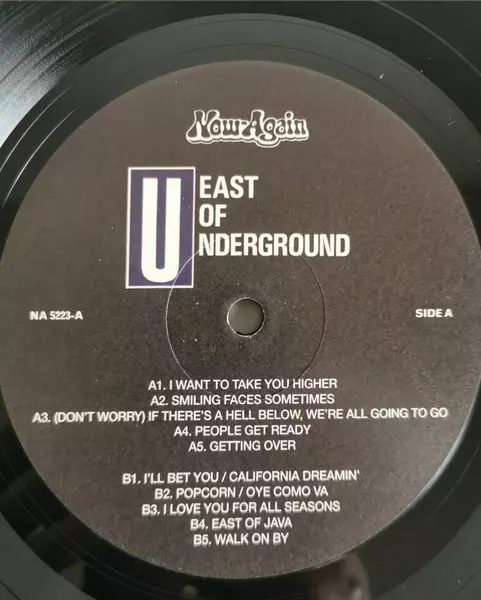 Now-Again
EAST
OF
UNDERGROUND
NA 5223-A
SIDE A
A1. I WANT TO TAKE YOU HIGHER
A2. SMILING FACES SOMETIMES
A3. (DON'T WORRY) IF THERE'S A HELL BELOW, WE'RE ALL GOING TO GO
A4. PEOPLE GET READY
A5. GETTING OVER
B1. I'LL BET YOU / CALIFORNIA DREAMIN'
B2. POPCORN / OYE COMO VA
B3. I LOVE YOU FOR ALL SEASONS
B4. EAST OF JAVA
B5. WALK ON BY